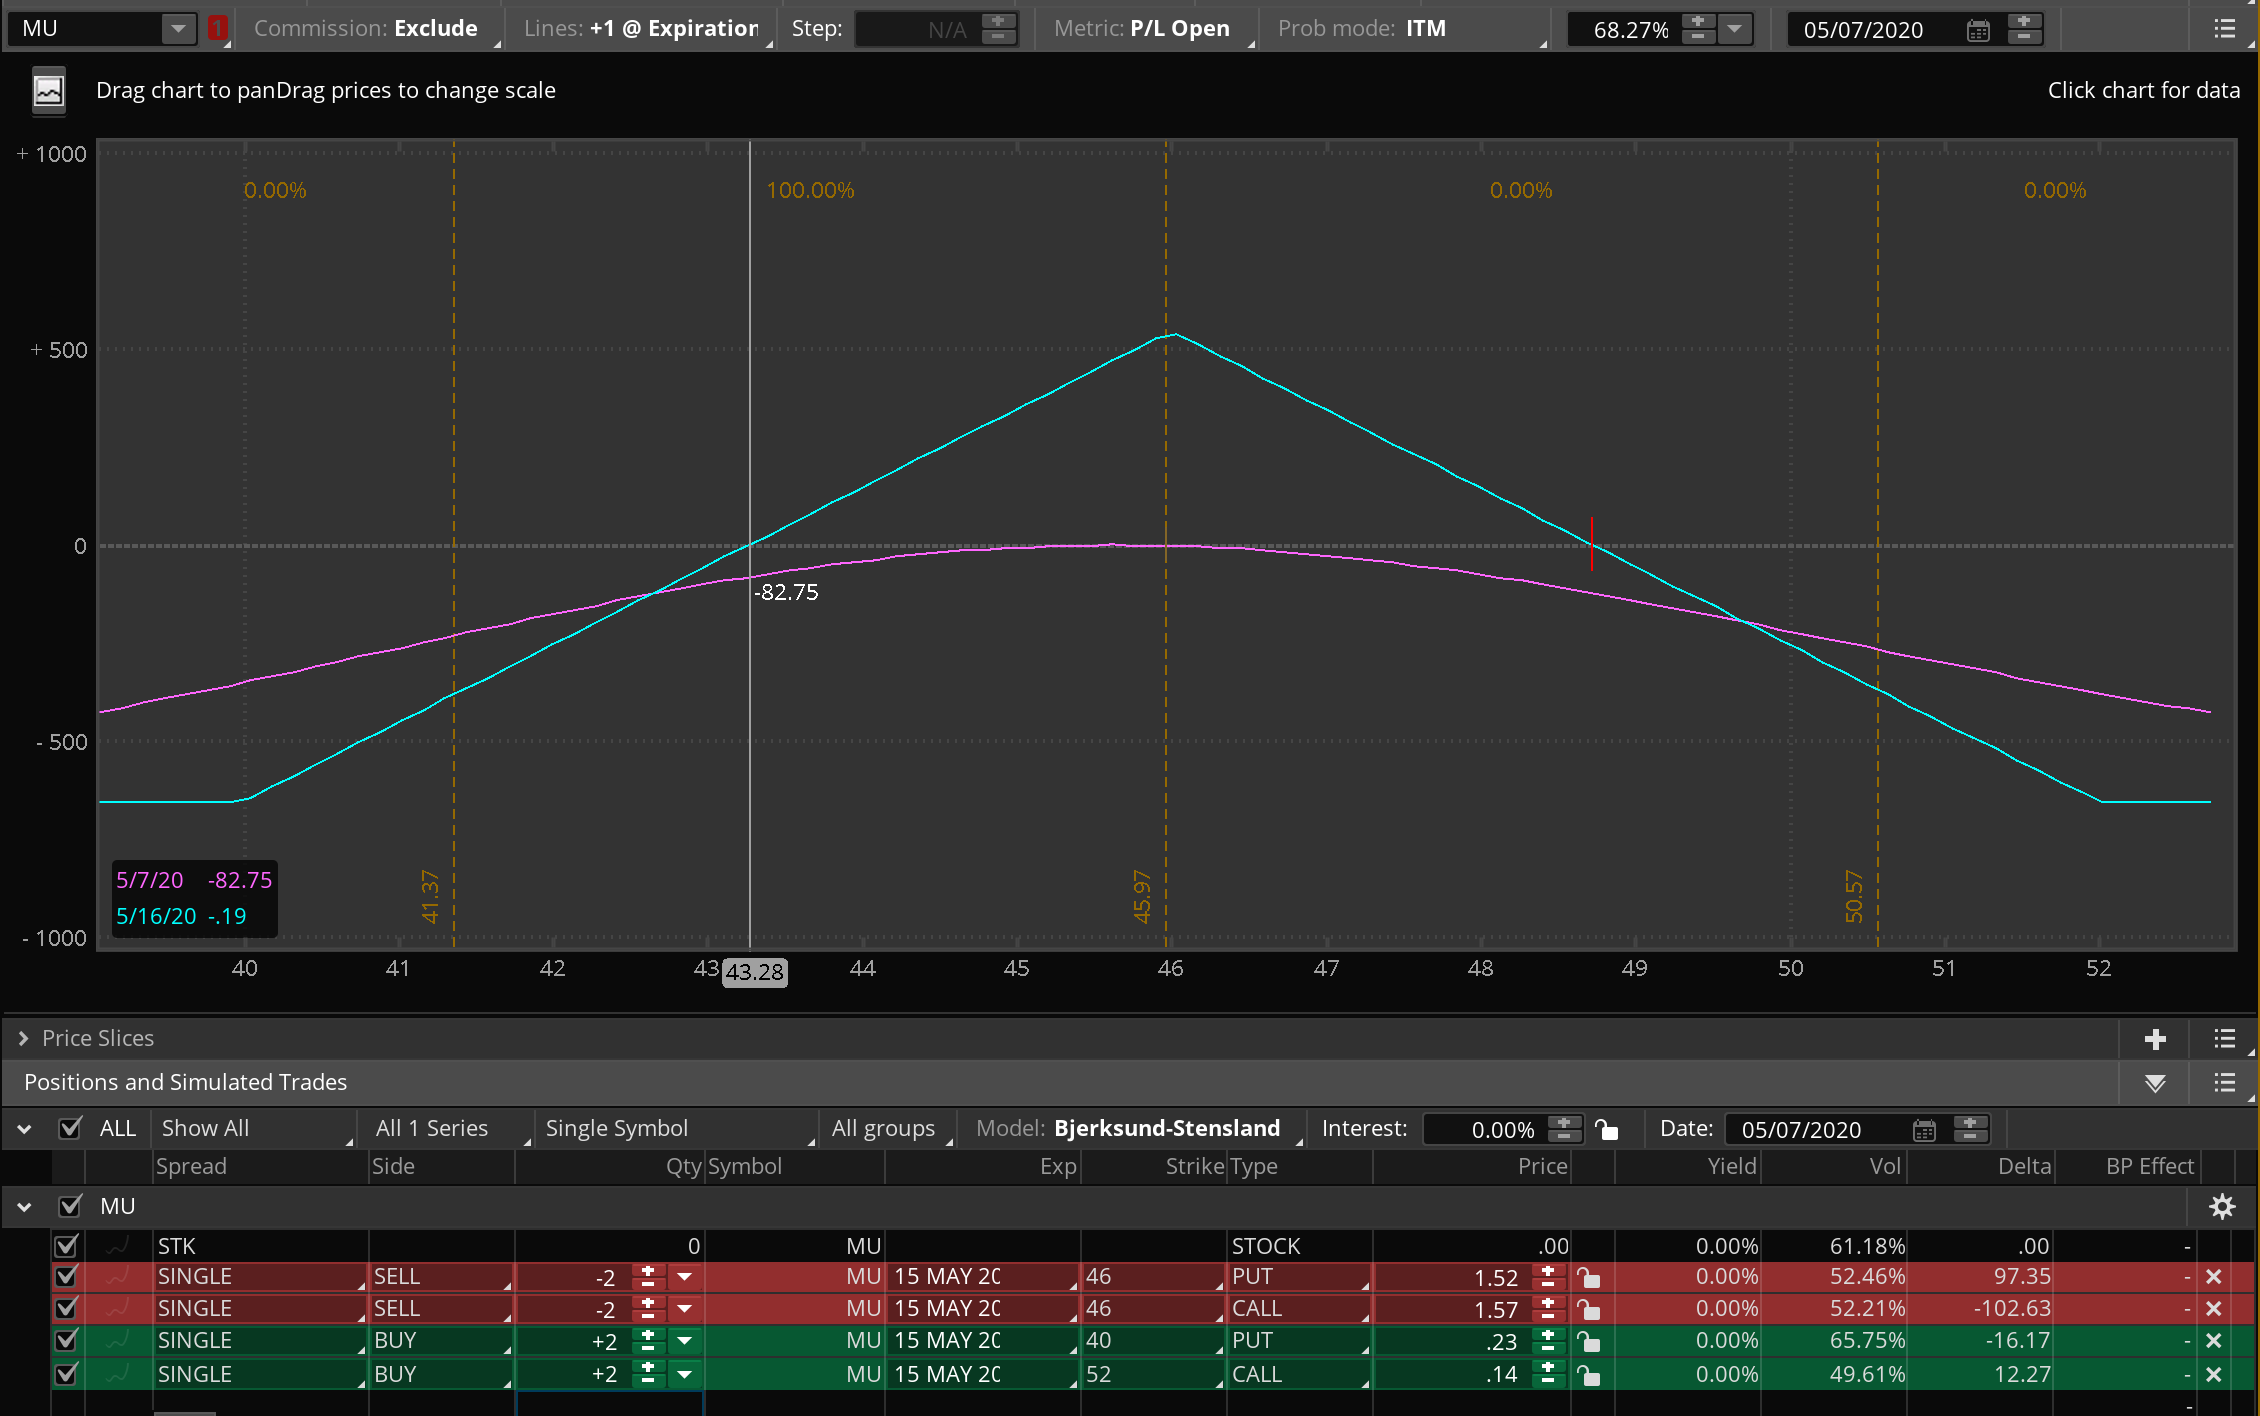 MU 1 Commission: Exclude Lines: +1 @ Expiration Step: N/A Metric: P/L Open Prob mode: ITM 68.27% 05/07/2020
Drag chart to panDrag prices to change scale Click chart for data
+ 1000
0.00% 100.00% 0.00% 0.00%
+ 500
0
-82.75
- 500
5/7/20 -82.75
5/16/20 -.19
41.37 45.97 50.57
- 1000
40 41 42 43 43.28 44 45 46 47 48 49 50 51 52
Price Slices
Positions and Simulated Trades
ALL Show All All 1 Series Single Symbol All groups Model: Bjerksund-Stensland Interest: 0.00% Date: 05/07/2020
Spread Side Qty Symbol Exp Strike Type Price Yield Vol Delta BP Effect
MU
STK 0 MU STOCK .00 0.00% 61.18% .00 -
SINGLE SELL -2 MU 15 MAY 20 46 PUT 1.52 0.00% 52.46% 97.35 -
SINGLE SELL -2 MU 15 MAY 20 46 CALL 1.57 0.00% 52.21% -102.63 -
SINGLE BUY +2 MU 15 MAY 20 40 PUT .23 0.00% 65.75% -16.17 -
SINGLE BUY +2 MU 15 MAY 20 52 CALL .14 0.00% 49.61% 12.27 -
-